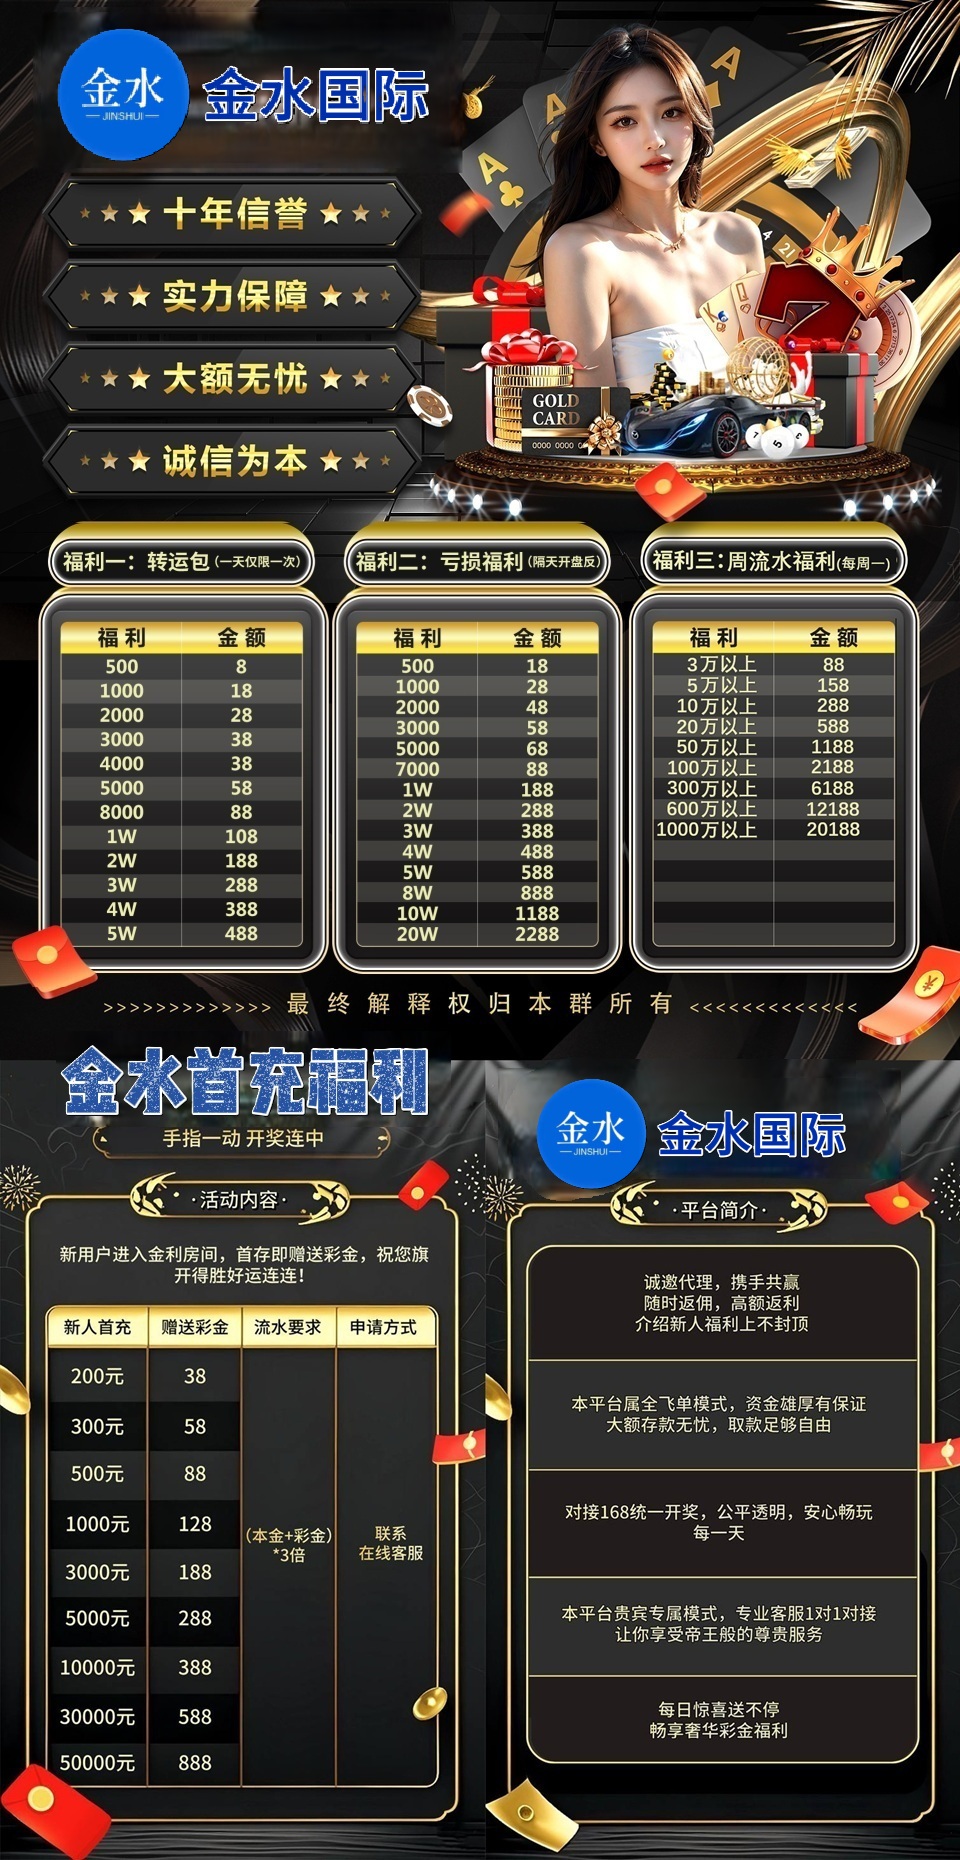 金水
JINSHUI
金水国际
十年信誉
实力保障
大额无忧
诚信为本
A
A
A
A
4
21
K
7
GOLD
CARD
0000 0000 0
5
福利一：转运包（一天仅限一次）
福利 金额
500 8
1000 18
2000 28
3000 38
4000 38
5000 58
8000 88
1W 108
2W 188
3W 288
4W 388
5W 488
福利二：亏损福利（隔天开盘反）
福利 金额
500 18
1000 28
2000 48
3000 58
5000 68
7000 88
1W 188
2W 288
3W 388
4W 488
5W 588
8W 888
10W 1188
20W 2288
福利三：周流水福利(每周一)
福利 金额
3万以上 88
5万以上 158
10万以上 288
20万以上 588
50万以上 1188
100万以上 2188
300万以上 6188
600万以上 12188
1000万以上 20188
>>>>>>>>>>>>> 最终解释权归本群所有 <<<<<<<<<<<<<
¥
金水首充福利
手指一动 开奖连中
·活动内容·
新用户进入金利房间，首存即赠送彩金，祝您旗
开得胜好运连连！
新人首充 赠送彩金 流水要求 申请方式
200元 38
300元 58
500元 88
1000元 128
3000元 188
5000元 288
10000元 388
30000元 588
50000元 888
（本金+彩金）
*3倍
联系
在线客服
金水
JINSHUI
金水国际
·平台简介·
诚邀代理，携手共赢
随时返佣，高额返利
介绍新人福利上不封顶
本平台属全飞单模式，资金雄厚有保证
大额存款无忧，取款足够自由
对接168统一开奖，公平透明，安心畅玩
每一天
本平台贵宾专属模式，专业客服1对1对接
让你享受帝王般的尊贵服务
每日惊喜送不停
畅享奢华彩金福利